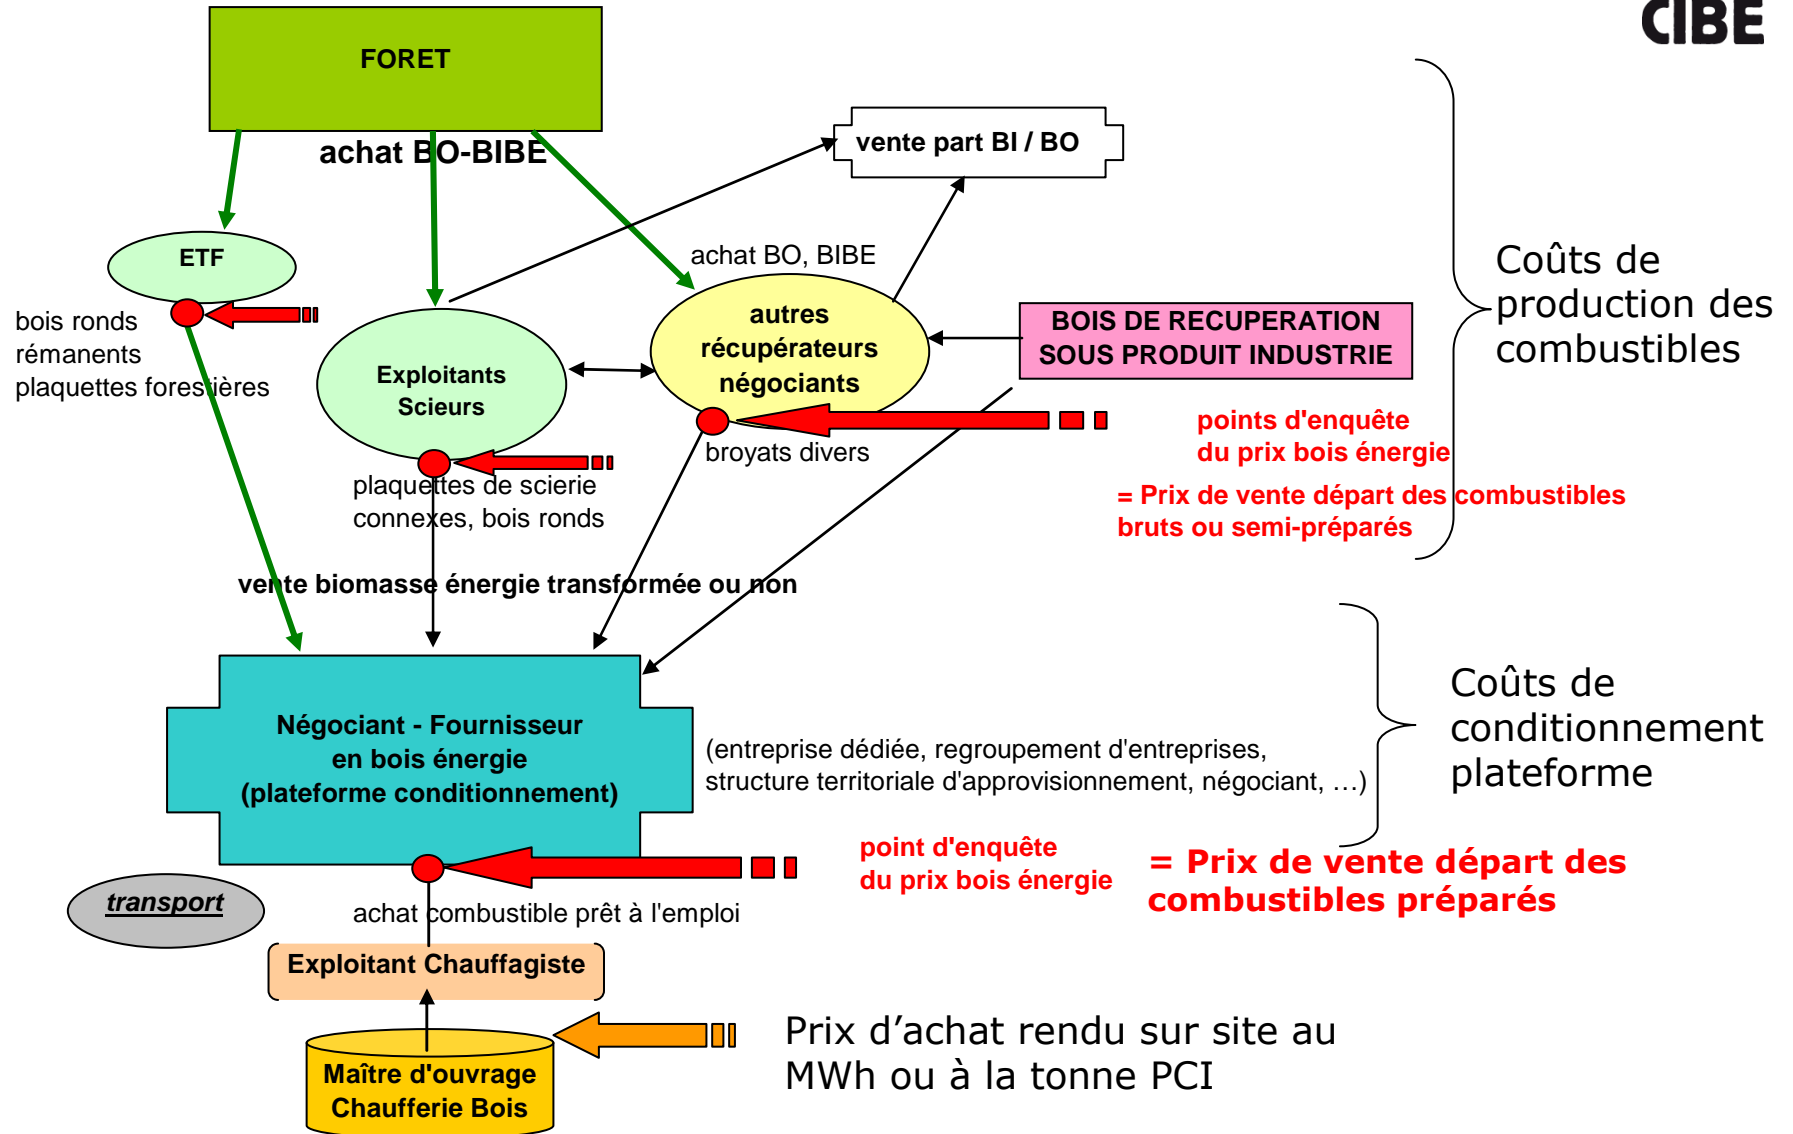 CIBE
FORET
achat BO-BIBE
vente part BI / BO
ETF
achat BO, BIBE
bois ronds
rémanents
plaquettes forestières
Exploitants
Scieurs
autres
récupérateurs
négociants
BOIS DE RECUPERATION
SOUS PRODUIT INDUSTRIE
Coûts de
production des
combustibles
broyats divers
points d'enquête
du prix bois énergie
plaquettes de scierie
connexes, bois ronds
= Prix de vente départ des combustibles
bruts ou semi-préparés
vente biomasse énergie transformée ou non
Négociant - Fournisseur
en bois énergie
(plateforme conditionnement)
(entreprise dédiée, regroupement d'entreprises,
structure territoriale d'approvisionnement, négociant, …)
Coûts de
conditionnement
plateforme
point d'enquête
du prix bois énergie
= Prix de vente départ des
combustibles préparés
transport
achat combustible prêt à l'emploi
Exploitant Chauffagiste
Maître d'ouvrage
Chaufferie Bois
Prix d’achat rendu sur site au
MWh ou à la tonne PCI